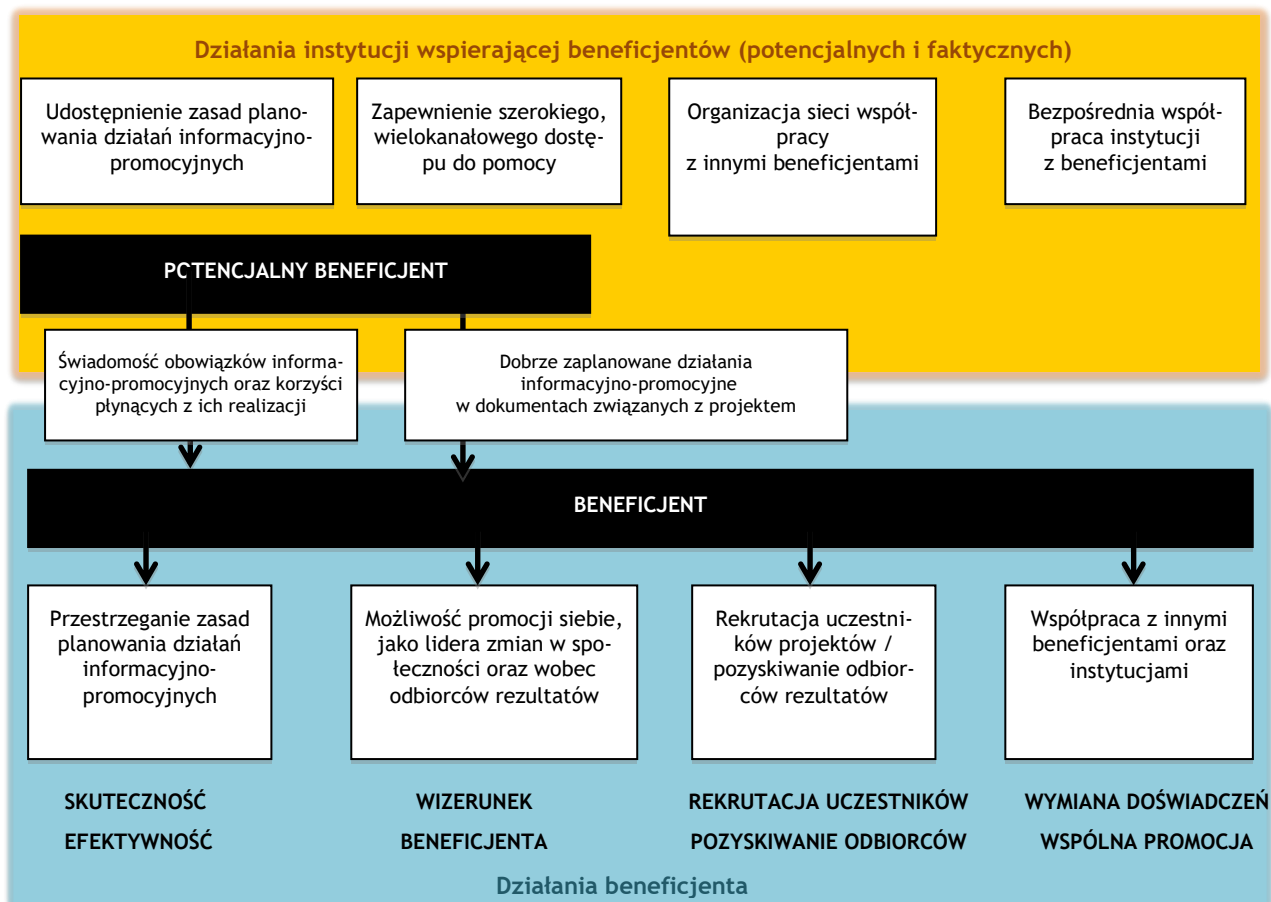 Działania instytucji wspierającej beneficjentów (potencjalnych i faktycznych)
Udostępnienie zasad plano-
wania działań informacyjno-
promocyjnych
Zapewnienie szerokiego,
wielokanałowego dostę-
pu do pomocy
Organizacja sieci współ-
pracy
z innymi beneficjentami
Bezpośrednia współ-
praca instytucji
z beneficjentami
POTENCJALNY BENEFICJENT
Świadomość obowiązków informa-
cyjno-promocyjnych oraz korzyści
płynących z ich realizacji
Dobrze zaplanowane działania
informacyjno-promocyjne
w dokumentach związanych z projektem
BENEFICJENT
Przestrzeganie zasad
planowania działań
informacyjno-
promocyjnych
Możliwość promocji siebie,
jako lidera zmian w spo-
łeczności oraz wobec
odbiorców rezultatów
Rekrutacja uczestni-
ków projektów /
pozyskiwanie odbior-
ców rezultatów
Współpraca z innymi
beneficjentami oraz
instytucjami
SKUTECZNOŚĆ
EFEKTYWNOŚĆ
WIZERUNEK
BENEFICJENTA
REKRUTACJA UCZESTNIKÓW
POZYSKIWANIE ODBIORCÓW
WYMIANA DOŚWIADCZEŃ
WSPÓLNA PROMOCJA
Działania beneficjenta